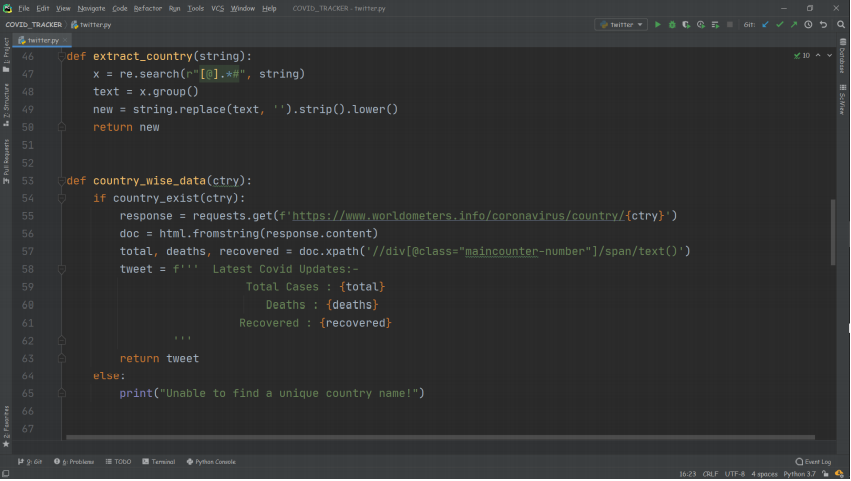 File Edit View Navigate Code Refactor Run Tools VCS Window Help COVID_TRACKER - twitter.py
COVID_TRACKER twitter.py twitter Git:
twitter.py
1: Project
2: Structure
Pull Requests
2: Favorites
Database
SciView
10
46 def extract_country(string):
47 x = re.search(r"[@].*#", string)
48 text = x.group()
49 new = string.replace(text, '').strip().lower()
50 return new
51
52
53 def country_wise_data(ctry):
54 if country_exist(ctry):
55 response = requests.get(f'https://www.worldometers.info/coronavirus/country/{ctry}')
56 doc = html.fromstring(response.content)
57 total, deaths, recovered = doc.xpath('//div[@class="maincounter-number"]/span/text()')
58 tweet = f''' Latest Covid Updates:-
59 Total Cases : {total}
60 Deaths : {deaths}
61 Recovered : {recovered}
62 '''
63 return tweet
64 else:
65 print("Unable to find a unique country name!")
66
67
9: Git 6: Problems TODO Terminal Python Console Event Log
16:23 CRLF UTF-8 4 spaces Python 3.7